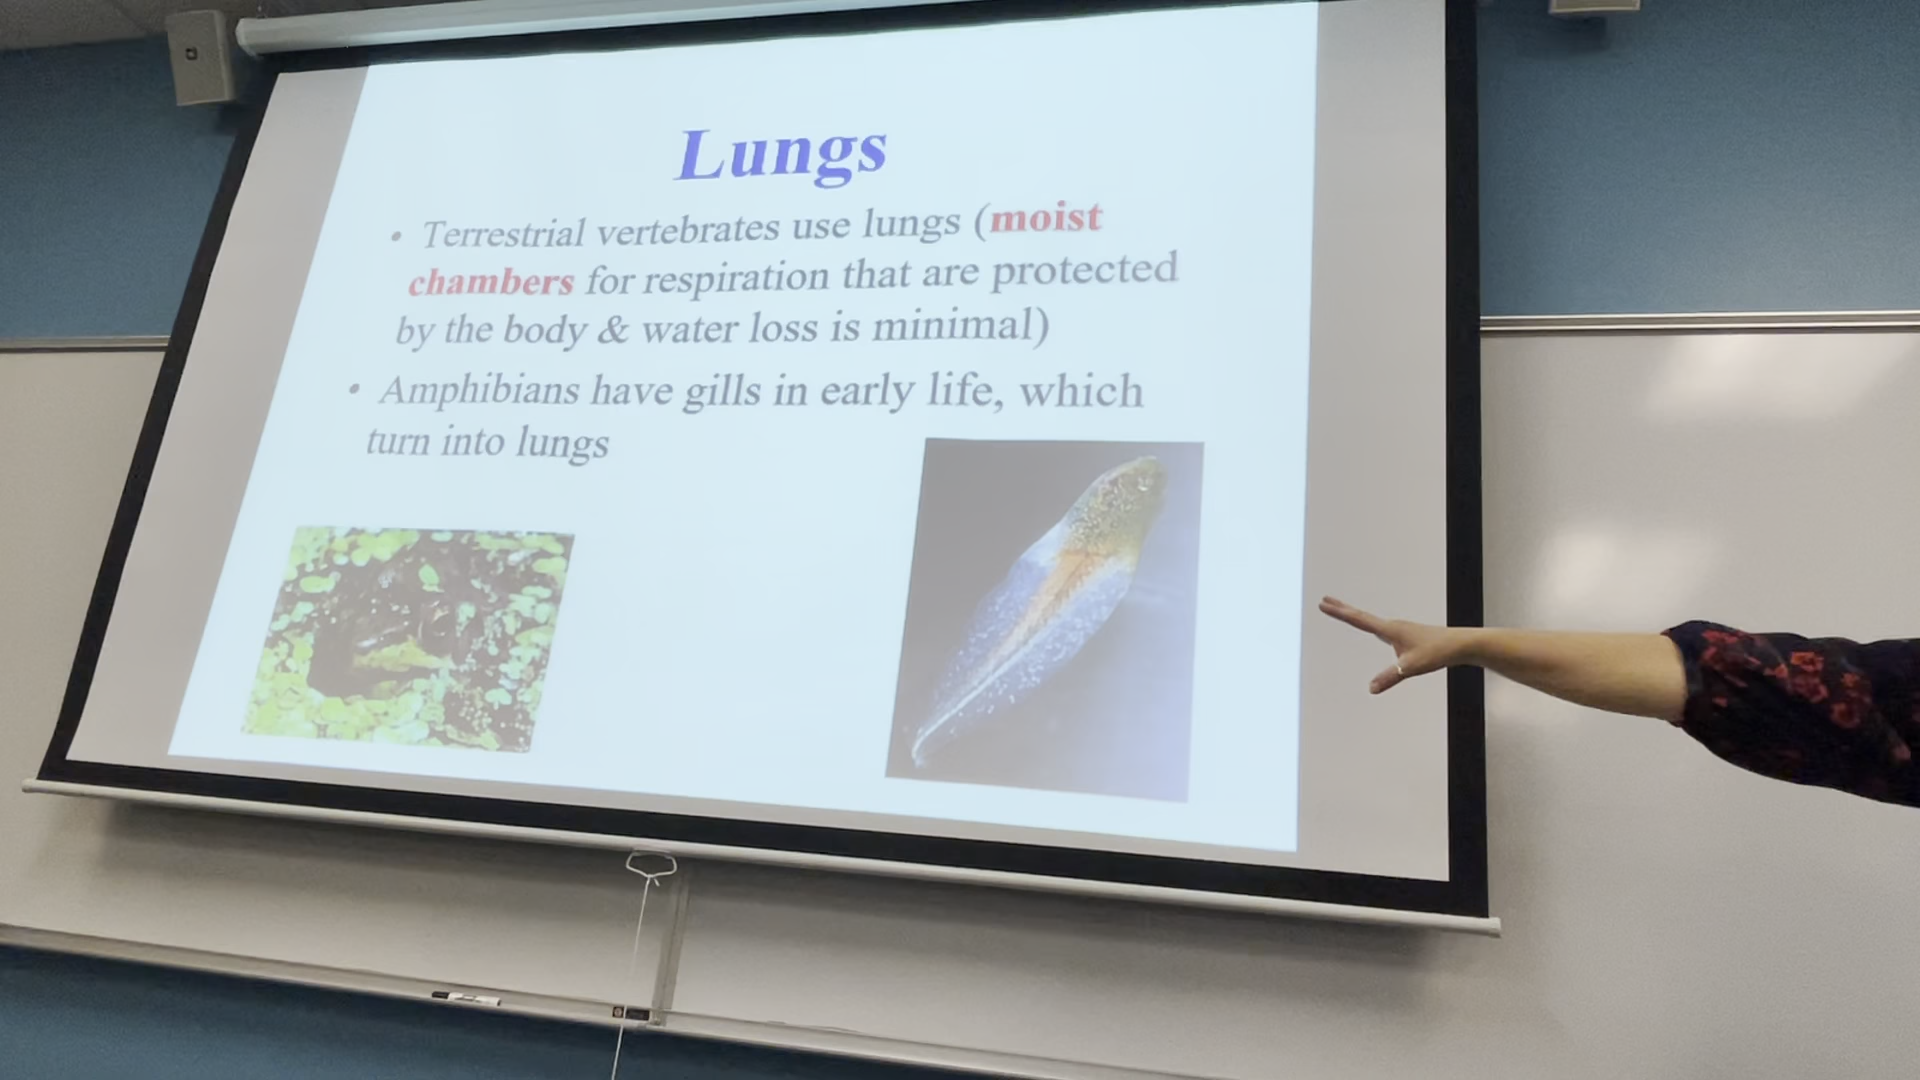 Lungs
• Terrestrial vertebrates use lungs (moist
chambers for respiration that are protected
by the body & water loss is minimal)
• Amphibians have gills in early life, which
turn into lungs